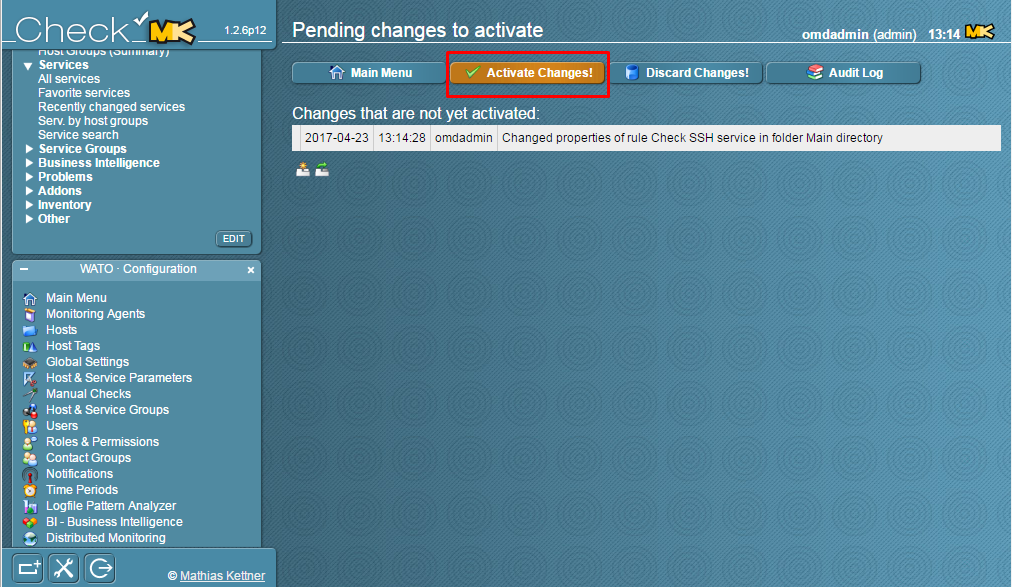 Check MK
1.2.6p12
Host Groups (Summary)
Services
All services
Favorite services
Recently changed services
Serv. by host groups
Service search
Service Groups
Business Intelligence
Problems
Addons
Inventory
Other
EDIT
WATO · Configuration
Main Menu
Monitoring Agents
Hosts
Host Tags
Global Settings
Host & Service Parameters
Manual Checks
Host & Service Groups
Users
Roles & Permissions
Contact Groups
Notifications
Time Periods
Logfile Pattern Analyzer
BI - Business Intelligence
Distributed Monitoring
© Mathias Kettner
Pending changes to activate
omdadmin (admin) 13:14 MK
Main Menu
Activate Changes!
Discard Changes!
Audit Log
Changes that are not yet activated:
2017-04-23 13:14:28 omdadmin Changed properties of rule Check SSH service in folder Main directory